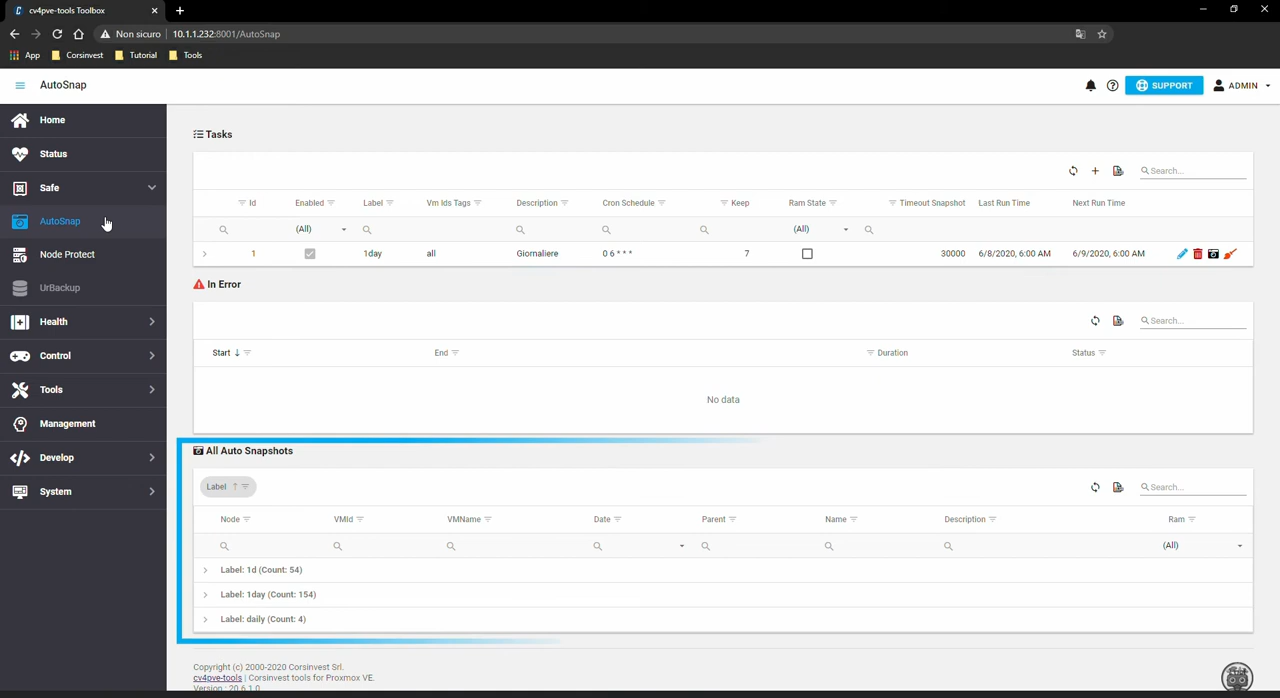 cv4pve-tools Toolbox
Non sicuro 10.1.1.232:8001/AutoSnap
App Corsinvest Tutorial Tools
AutoSnap SUPPORT ADMIN
Home
Status
Safe
AutoSnap
Node Protect
UrBackup
Health
Control
Tools
Management
Develop
System
Tasks
Search...
Id Enabled Label Vm Ids Tags Description Cron Schedule Keep Ram State Timeout Snapshot Last Run Time Next Run Time
(All) (All)
1 1day all Giornaliere 0 6 * * * 7 30000 6/8/2020, 6:00 AM 6/9/2020, 6:00 AM
In Error
Search...
Start End Duration Status
No data
All Auto Snapshots
Label Search...
Node VMId VMName Date Parent Name Description Ram
(All)
Label: 1d (Count: 54)
Label: 1day (Count: 154)
Label: daily (Count: 4)
Copyright (c) 2000-2020 Corsinvest Srl.
cv4pve-tools | Corsinvest tools for Proxmox VE.
Version : 20.6.1.0